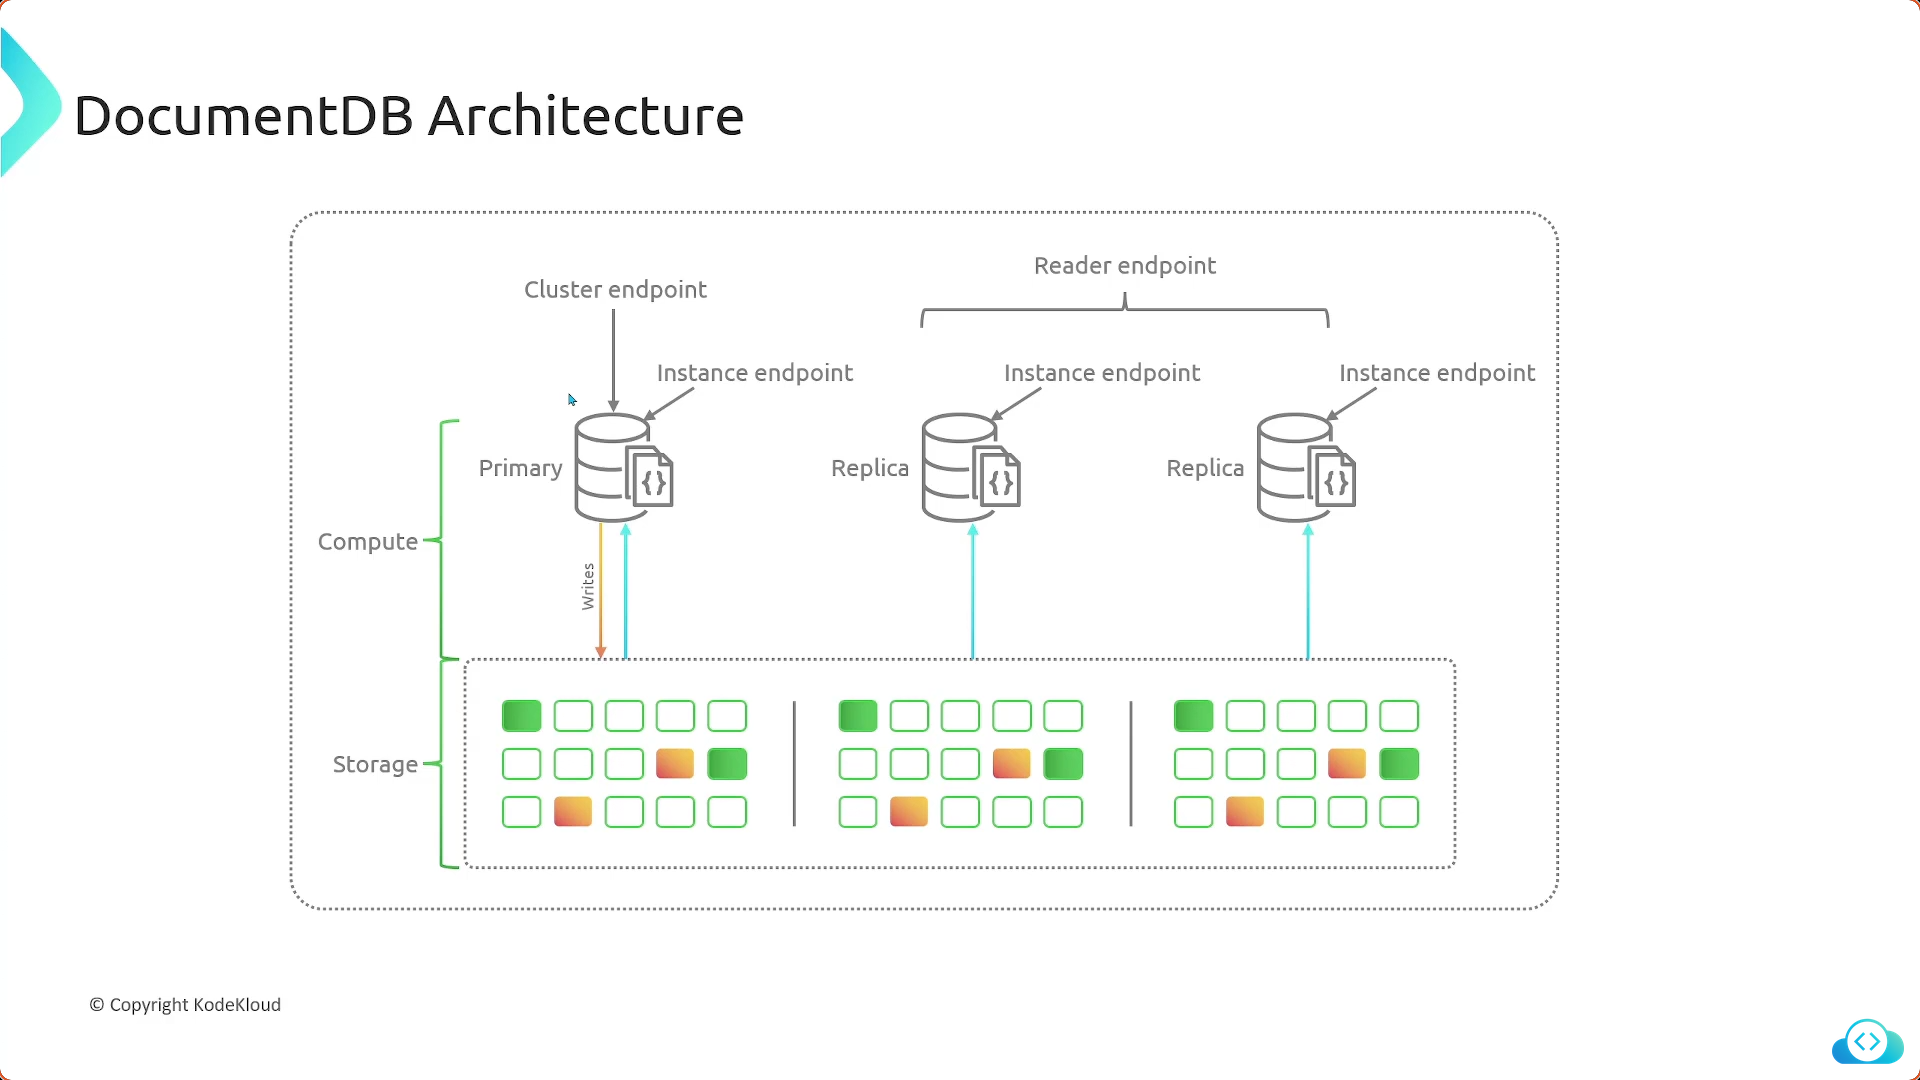 DocumentDB Architecture
Reader endpoint
Cluster endpoint
Instance endpoint
Instance endpoint
Instance endpoint
Primary
Replica
Replica
Compute
Writes
Storage
© Copyright KodeKloud